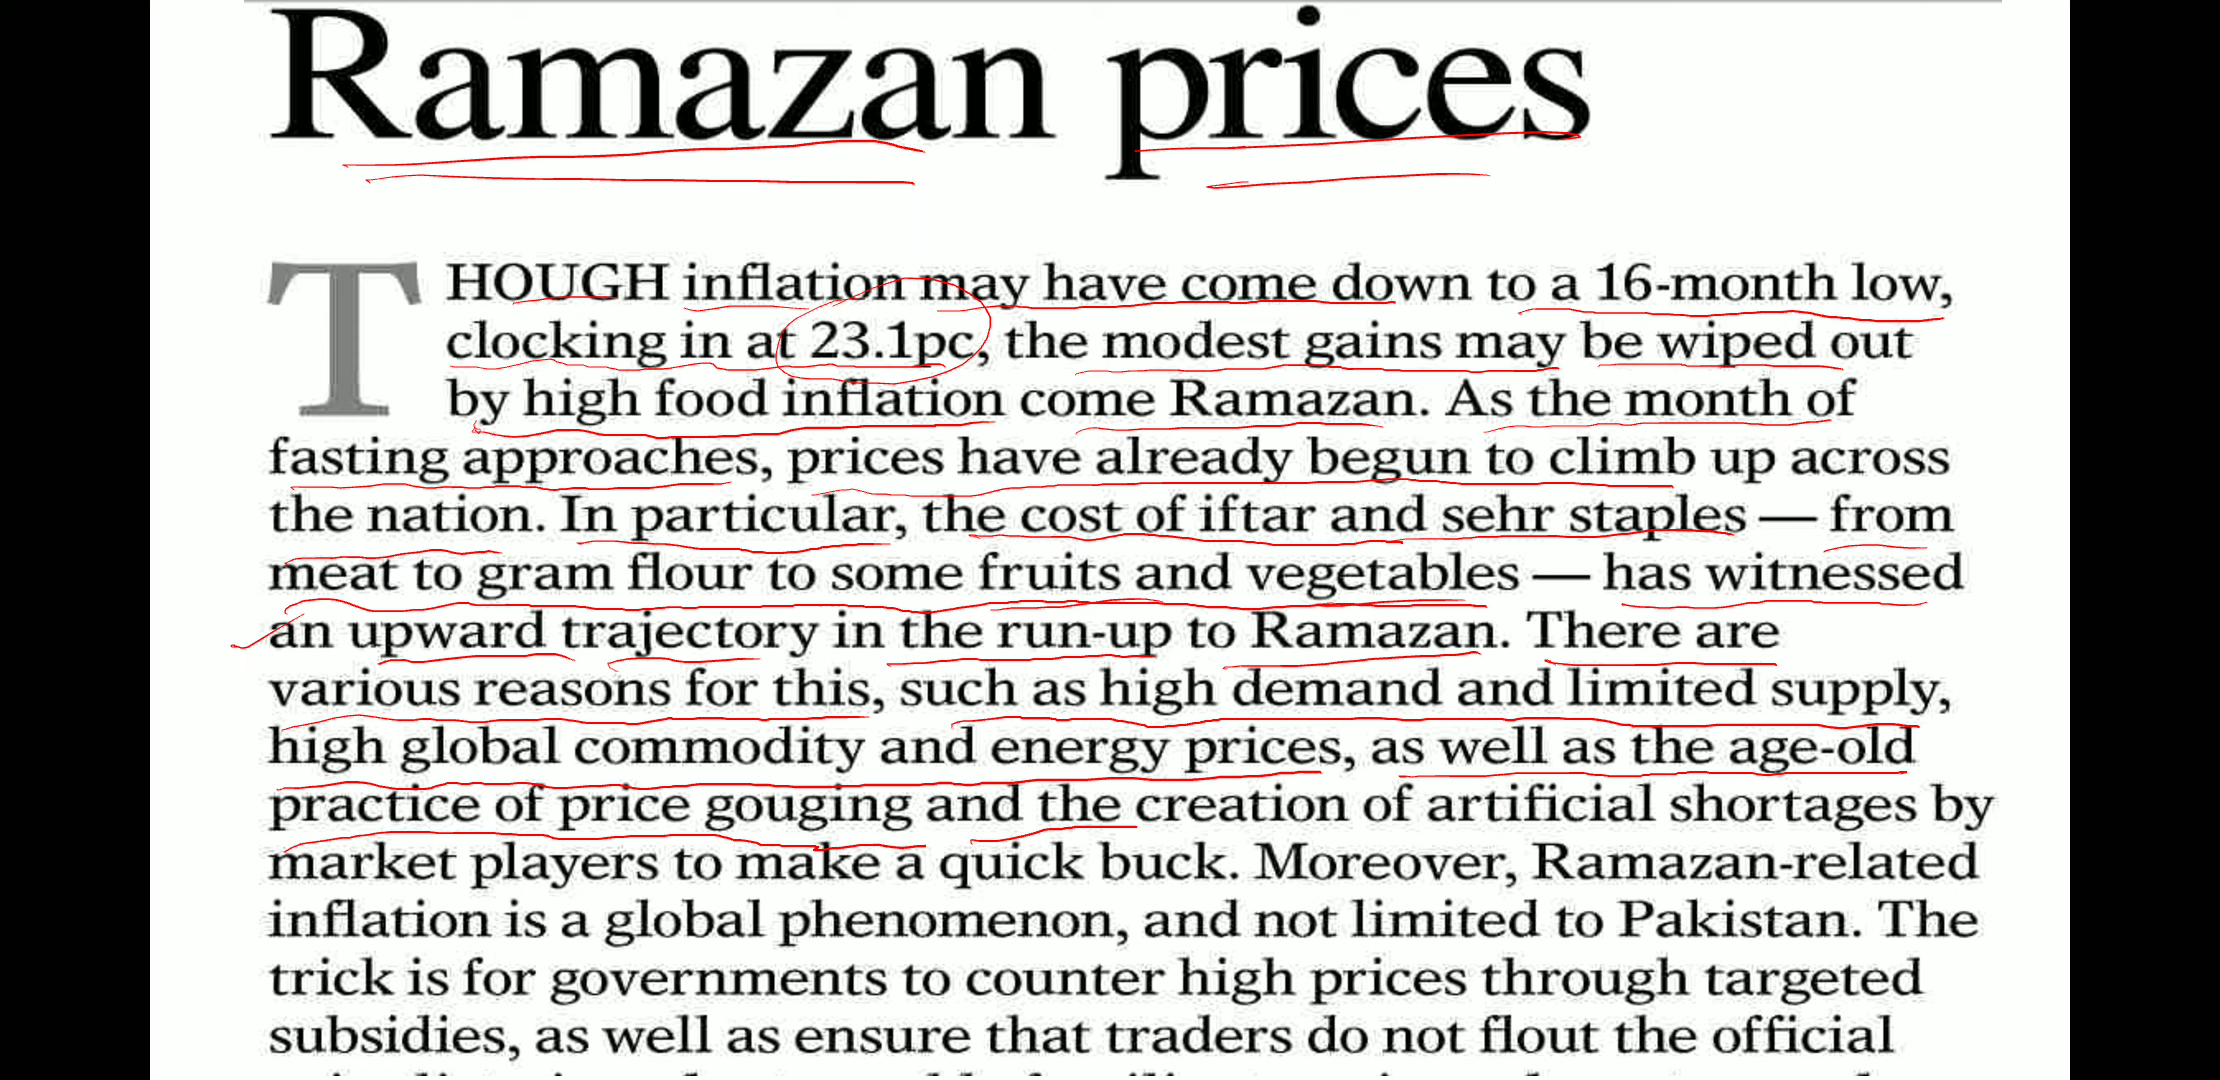 Ramazan prices
THOUGH inflation may have come down to a 16-month low,
clocking in at 23.1pc, the modest gains may be wiped out
by high food inflation come Ramazan. As the month of
fasting approaches, prices have already begun to climb up across
the nation. In particular, the cost of iftar and sehr staples — from
meat to gram flour to some fruits and vegetables — has witnessed
an upward trajectory in the run-up to Ramazan. There are
various reasons for this, such as high demand and limited supply,
high global commodity and energy prices, as well as the age-old
practice of price gouging and the creation of artificial shortages by
market players to make a quick buck. Moreover, Ramazan-related
inflation is a global phenomenon, and not limited to Pakistan. The
trick is for governments to counter high prices through targeted
subsidies, as well as ensure that traders do not flout the official